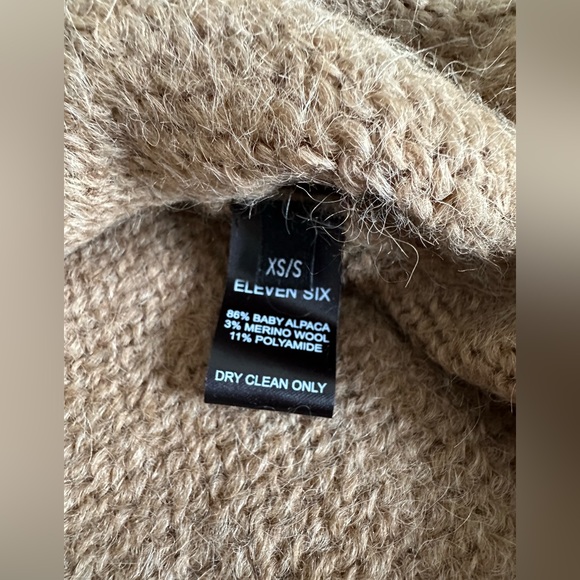 XS/S
ELEVEN SIX
86% BABY ALPACA
3% MERINO WOOL
11% POLYAMIDE
DRY CLEAN ONLY